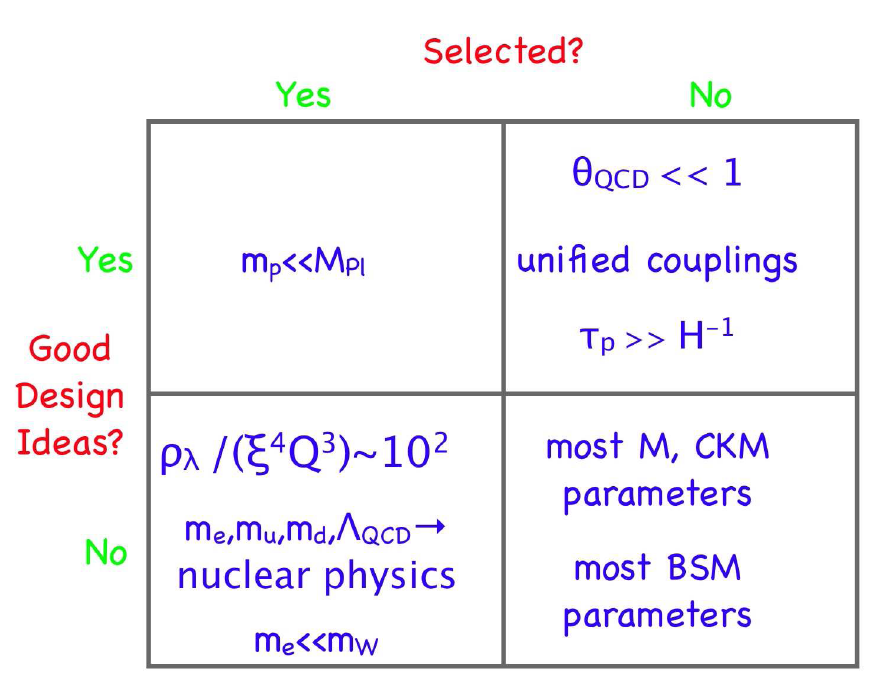 Selected?
Yes No
θQCD << 1
Yes mp<<MPl unified couplings
τp >> H⁻¹
Good
Design
Ideas?
ρλ /(ξ⁴Q³)~10² most M, CKM
parameters
me,mu,md,ΛQCD→
nuclear physics
No
most BSM
parameters
me<<mW